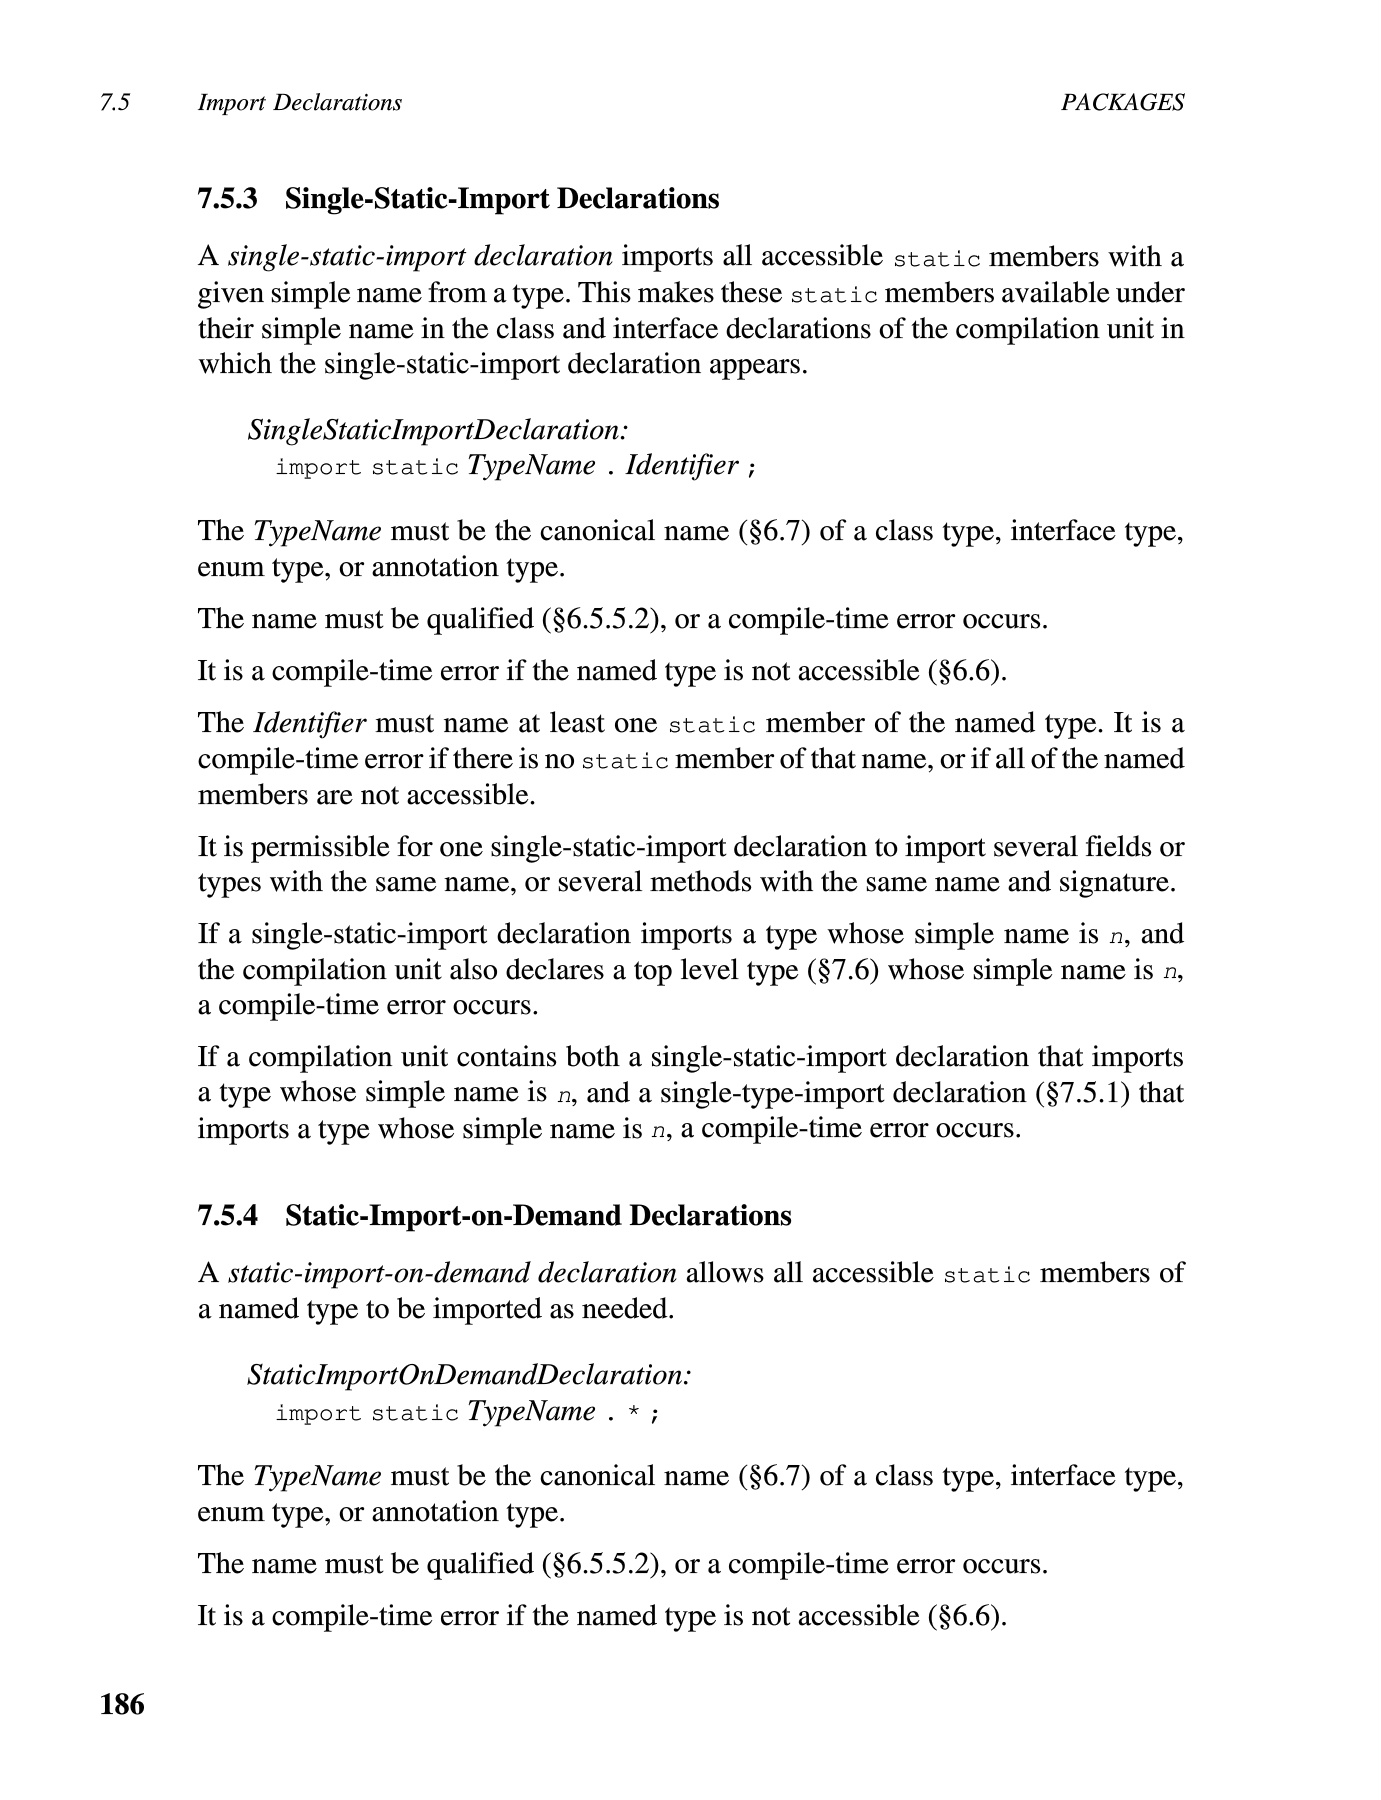 7.5 Import Declarations PACKAGES
7.5.3 Single-Static-Import Declarations
A single-static-import declaration imports all accessible static members with a
given simple name from a type. This makes these static members available under
their simple name in the class and interface declarations of the compilation unit in
which the single-static-import declaration appears.
SingleStaticImportDeclaration:
import static TypeName . Identifier ;
The TypeName must be the canonical name (§6.7) of a class type, interface type,
enum type, or annotation type.
The name must be qualified (§6.5.5.2), or a compile-time error occurs.
It is a compile-time error if the named type is not accessible (§6.6).
The Identifier must name at least one static member of the named type. It is a
compile-time error if there is no static member of that name, or if all of the named
members are not accessible.
It is permissible for one single-static-import declaration to import several fields or
types with the same name, or several methods with the same name and signature.
If a single-static-import declaration imports a type whose simple name is n, and
the compilation unit also declares a top level type (§7.6) whose simple name is n,
a compile-time error occurs.
If a compilation unit contains both a single-static-import declaration that imports
a type whose simple name is n, and a single-type-import declaration (§7.5.1) that
imports a type whose simple name is n, a compile-time error occurs.
7.5.4 Static-Import-on-Demand Declarations
A static-import-on-demand declaration allows all accessible static members of
a named type to be imported as needed.
StaticImportOnDemandDeclaration:
import static TypeName . * ;
The TypeName must be the canonical name (§6.7) of a class type, interface type,
enum type, or annotation type.
The name must be qualified (§6.5.5.2), or a compile-time error occurs.
It is a compile-time error if the named type is not accessible (§6.6).
186